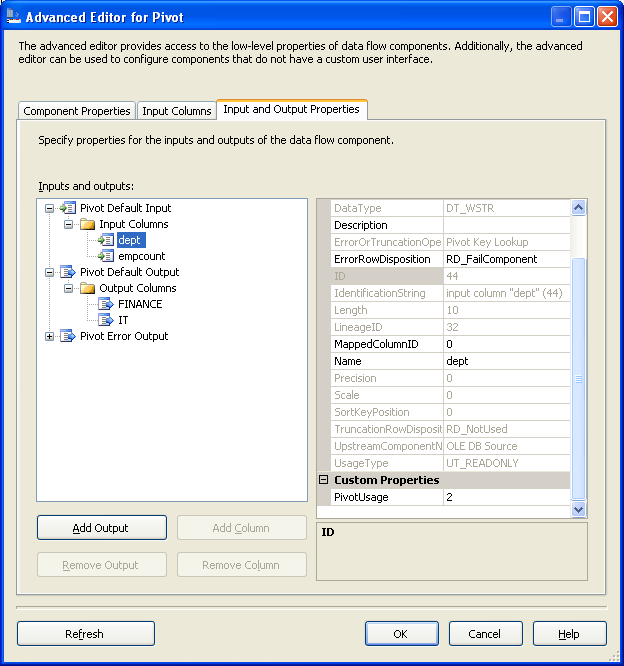 Advanced Editor for Pivot
The advanced editor provides access to the low-level properties of data flow components. Additionally, the advanced
editor can be used to configure components that do not have a custom user interface.
Component Properties Input Columns Input and Output Properties
Specify properties for the inputs and outputs of the data flow component.
Inputs and outputs:
Pivot Default Input
Input Columns
dept
empcount
Pivot Default Output
Output Columns
FINANCE
IT
Pivot Error Output
DataType DT_WSTR
Description
ErrorOrTruncationOpe Pivot Key Lookup
ErrorRowDisposition RD_FailComponent
ID 44
IdentificationString input column "dept" (44)
Length 10
LineageID 32
MappedColumnID 0
Name dept
Precision 0
Scale 0
SortKeyPosition 0
TruncationRowDisposit RD_NotUsed
UpstreamComponentN OLE DB Source
UsageType UT_READONLY
Custom Properties
PivotUsage 2
Add Output Add Column
Remove Output Remove Column
ID
Refresh OK Cancel Help